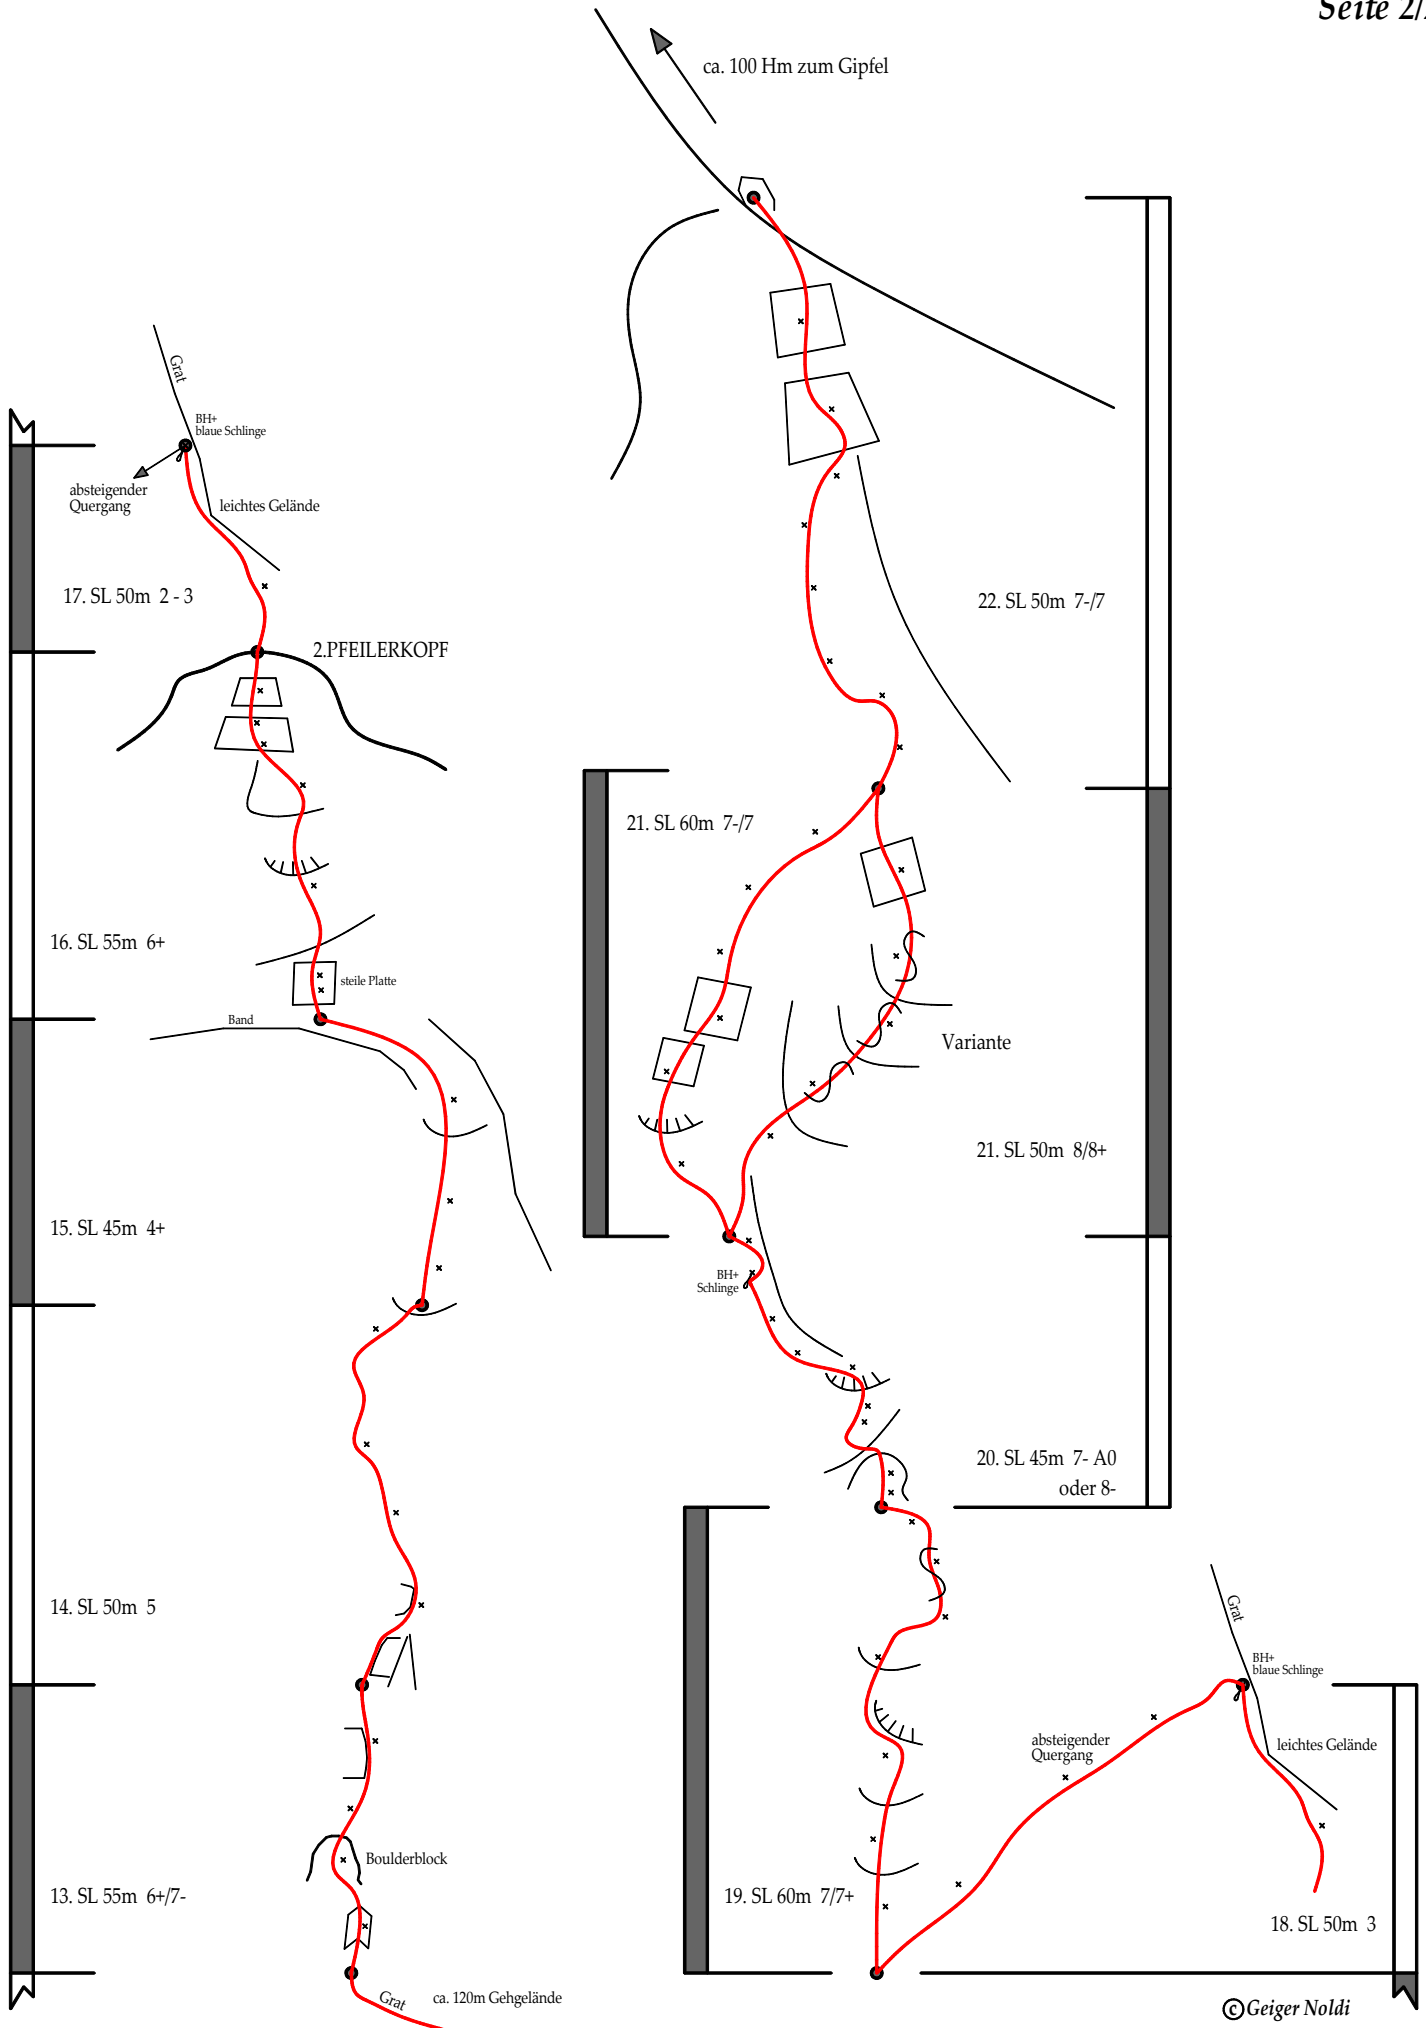 Seite 2/
ca. 100 Hm zum Gipfel
Grat
BH+
blaue Schlinge
absteigender
Quergang
leichtes Gelände
17. SL 50m 2 - 3
2.PFEILERKOPF
16. SL 55m 6+
steile Platte
Band
15. SL 45m 4+
14. SL 50m 5
Boulderblock
13. SL 55m 6+/7-
Grat
ca. 120m Gehgelände
22. SL 50m 7-/7
21. SL 60m 7-/7
Variante
21. SL 50m 8/8+
BH+
Schlinge
20. SL 45m 7- A0
oder 8-
19. SL 60m 7/7+
Grat
BH+
blaue Schlinge
absteigender
Quergang
leichtes Gelände
18. SL 50m 3
©Geiger Noldi